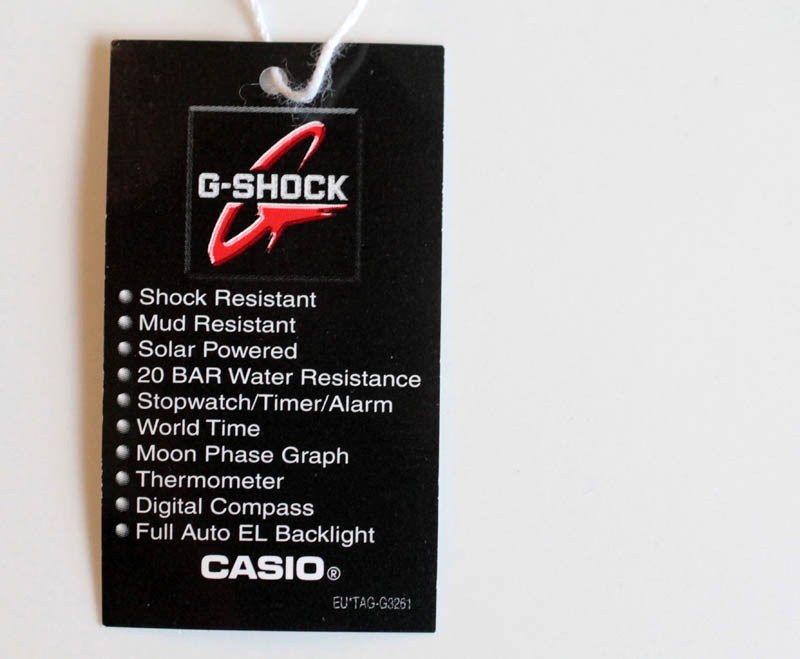 G-SHOCK
Shock Resistant
Mud Resistant
Solar Powered
20 BAR Water Resistance
Stopwatch/Timer/Alarm
World Time
Moon Phase Graph
Thermometer
Digital Compass
Full Auto EL Backlight
CASIO®
EU*TAG-G3261